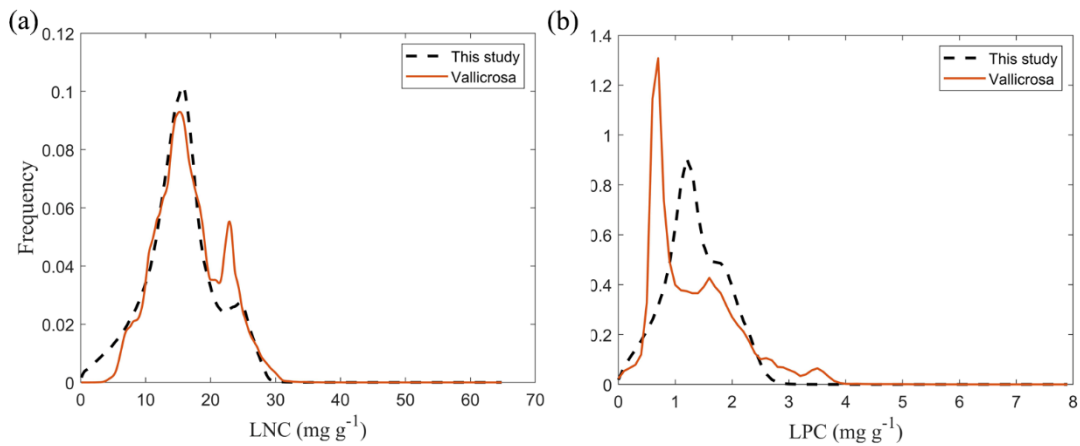 (a)
0.12
0.1
0.08
0.06
0.04
0.02
0
Frequency
0 10 20 30 40 50 60 70
LNC (mg g-1)
This study
Vallicrosa
(b)
1.4
1.2
1
0.8
0.6
0.4
0.2
0
0 1 2 3 4 5 6 7 8
LPC (mg g-1)
This study
Vallicrosa